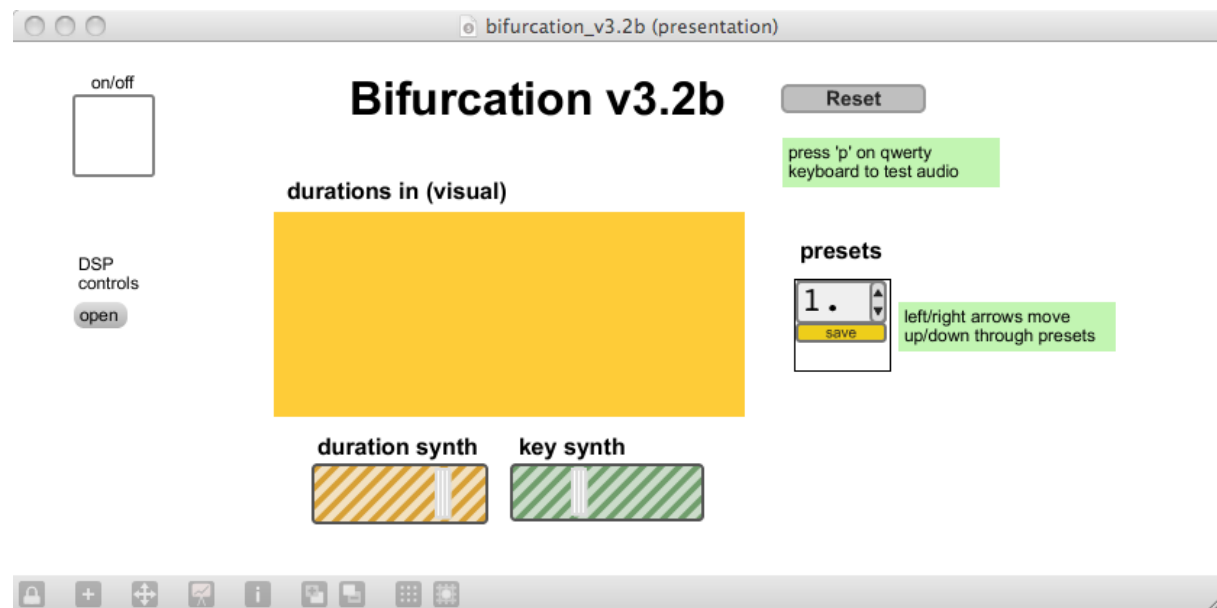 bifurcation_v3.2b (presentation)
on/off
Bifurcation v3.2b
Reset
press 'p' on qwerty
keyboard to test audio
durations in (visual)
DSP
controls
open
presets
1.
save
left/right arrows move
up/down through presets
duration synth
key synth